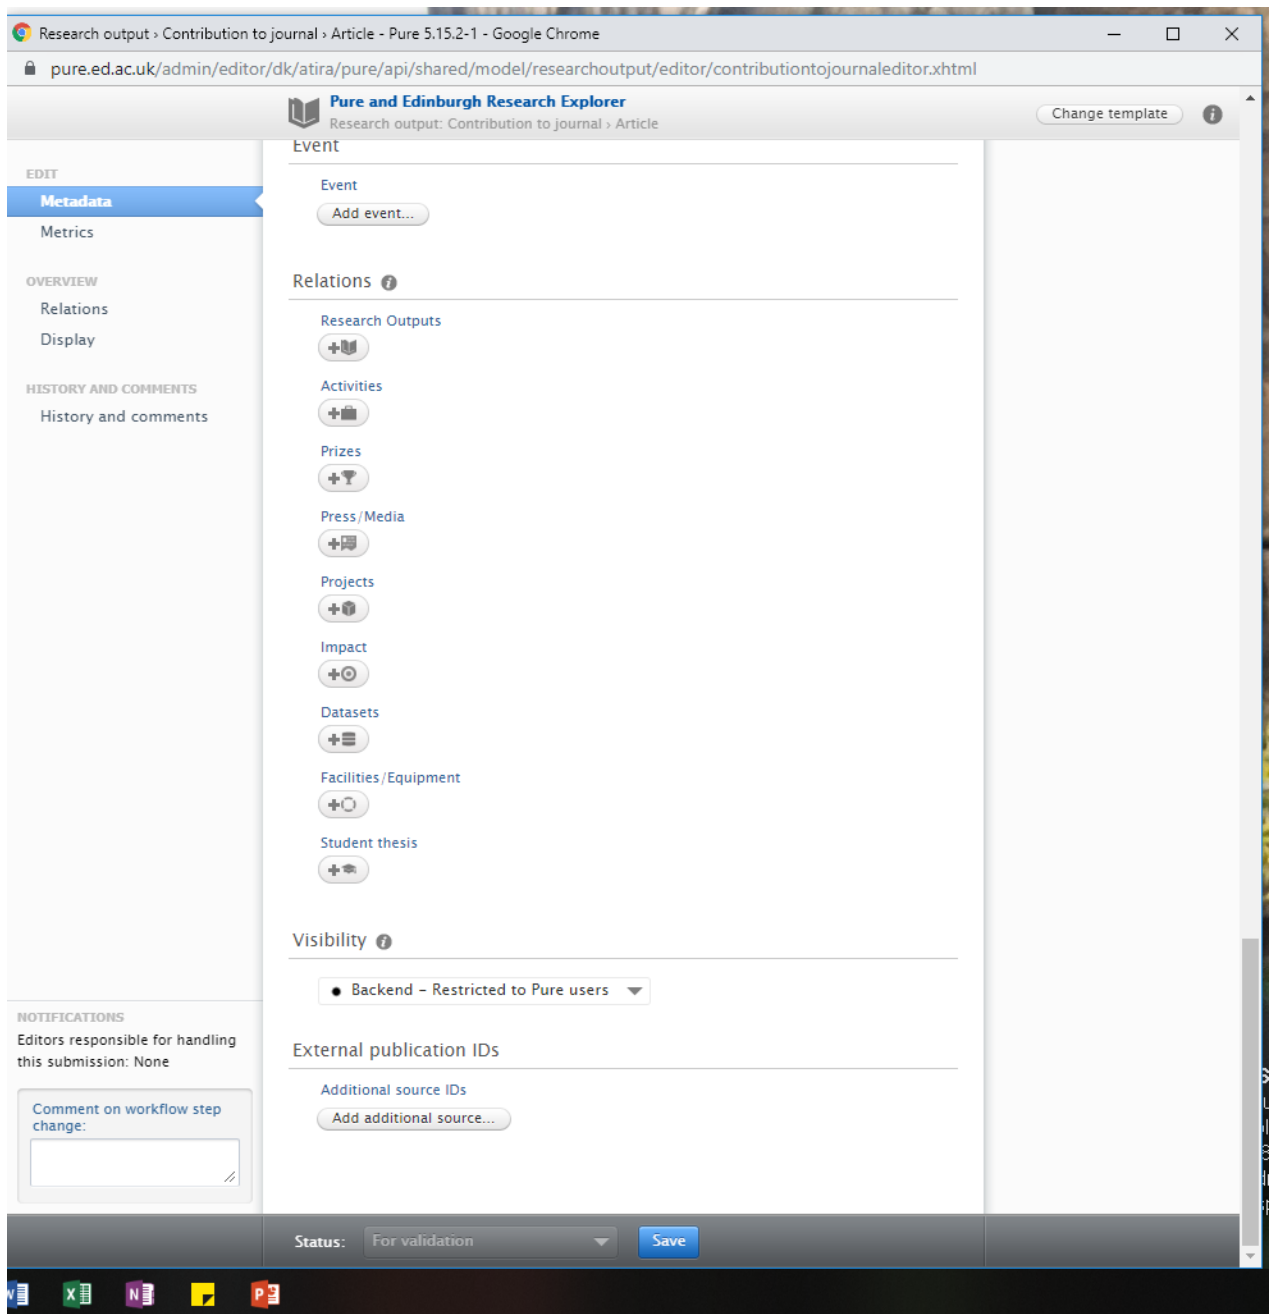 Research output › Contribution to journal › Article - Pure 5.15.2-1 - Google Chrome
pure.ed.ac.uk/admin/editor/dk/atira/pure/api/shared/model/researchoutput/editor/contributiontojournaleditor.xhtml
Pure and Edinburgh Research Explorer
Research output: Contribution to journal › Article
Change template
EDIT
Metadata
Metrics
OVERVIEW
Relations
Display
HISTORY AND COMMENTS
History and comments
Event
Event
Add event...
Relations
Research Outputs
Activities
Prizes
Press/Media
Projects
Impact
Datasets
Facilities/Equipment
Student thesis
Visibility
Backend - Restricted to Pure users
External publication IDs
Additional source IDs
Add additional source...
NOTIFICATIONS
Editors responsible for handling
this submission: None
Comment on workflow step
change:
Status: For validation Save